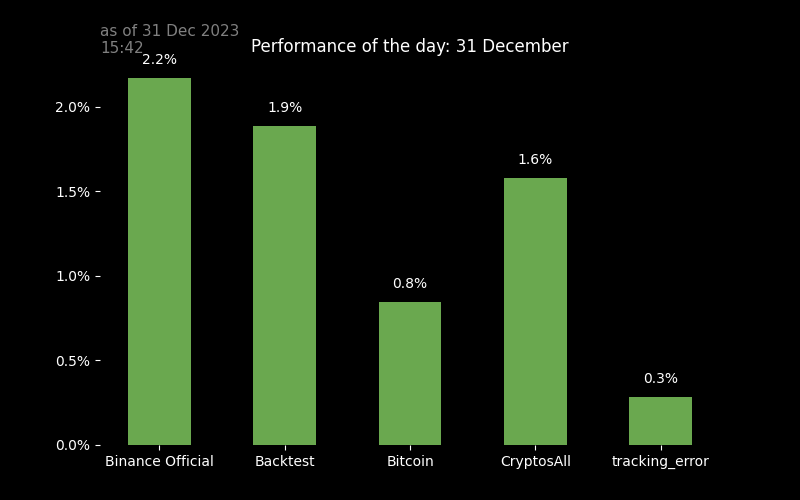 as of 31 Dec 2023
15:42
Performance of the day: 31 December
2.2%
1.9%
0.8%
1.6%
0.3%
2.0%
1.5%
1.0%
0.5%
0.0%
Binance Official
Backtest
Bitcoin
CryptosAll
tracking_error